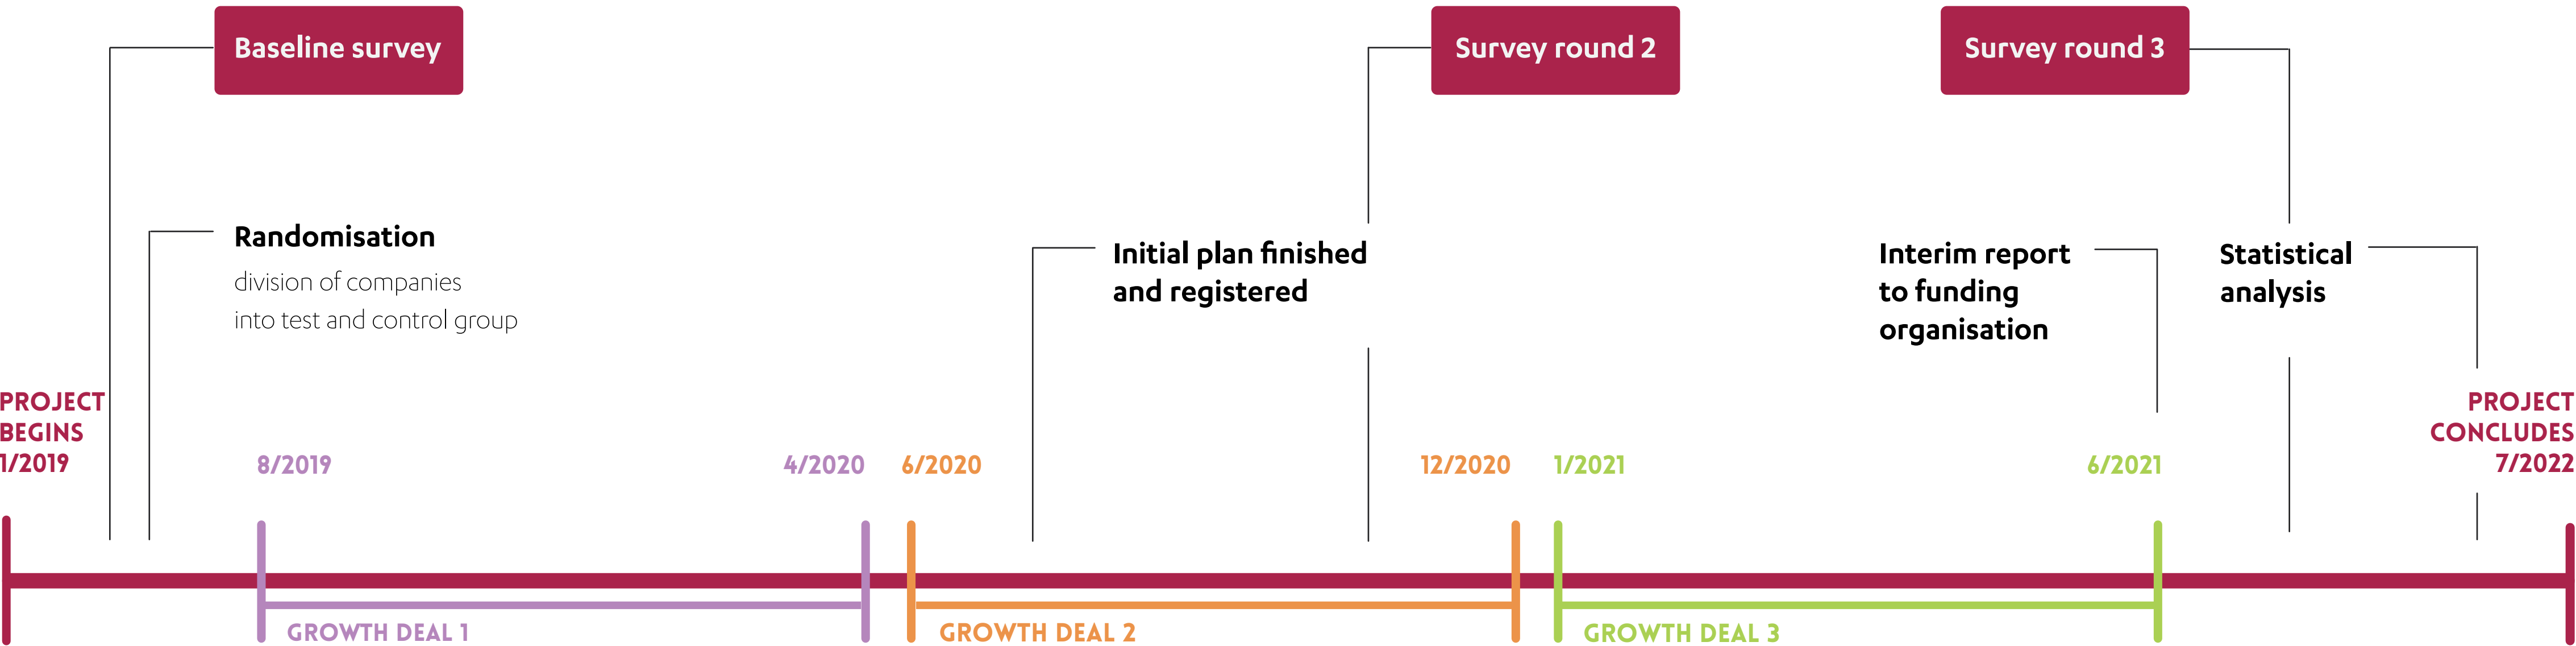 Baseline survey
Survey round 2
Survey round 3
Randomisation
division of companies
into test and control group
Initial plan finished
and registered
Interim report
to funding
organisation
Statistical
analysis
PROJECT
BEGINS
1/2019
8/2019
4/2020
6/2020
12/2020
1/2021
6/2021
PROJECT
CONCLUDES
7/2022
GROWTH DEAL 1
GROWTH DEAL 2
GROWTH DEAL 3